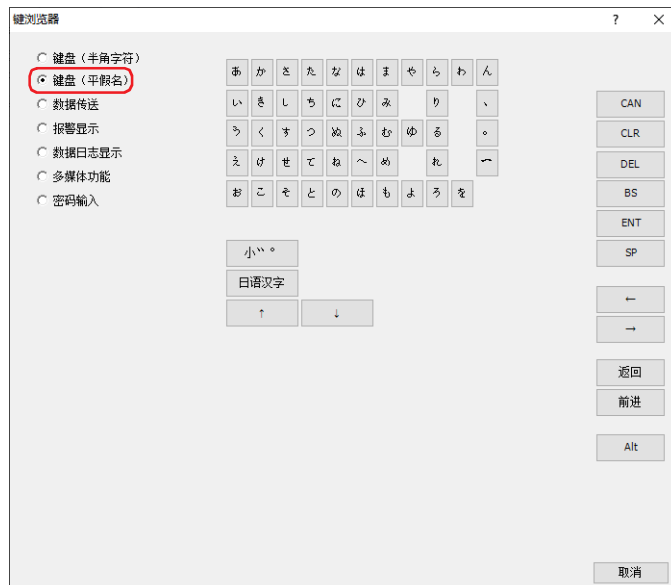 键浏览器 ? ×
键盘（半角字符）
键盘（平假名）
数据传送
报警显示
数据日志显示
多媒体功能
密码输入
あ か さ た な は ま や ら わ ん
い き し ち に ひ み り 、
う く す つ ぬ ふ む ゆ る 。
え け せ て ね へ め れ ー
お こ そ と の ほ も よ ろ を
小゛゜
日语汉字
↑ ↓
CAN
CLR
DEL
BS
ENT
SP
←
→
返回
前进
Alt
取消